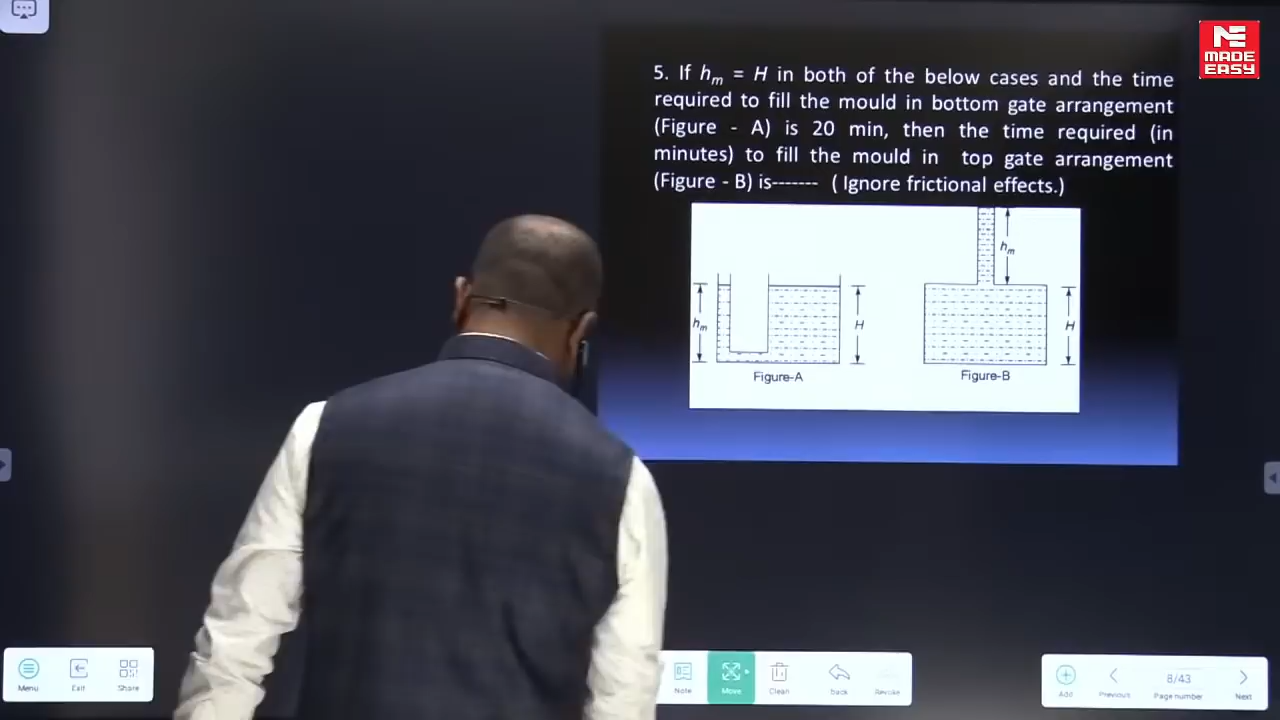 MADE
EASY
5. If hm = H in both of the below cases and the time
required to fill the mould in bottom gate arrangement
(Figure - A) is 20 min, then the time required (in
minutes) to fill the mould in top gate arrangement
(Figure - B) is------- ( Ignore frictional effects.)
hm
H
Figure-A
hm
H
Figure-B
Menu
Exit
Share
Note
Move
Clean
back
Revoke
Add
Previous
8/43
Page number
Next